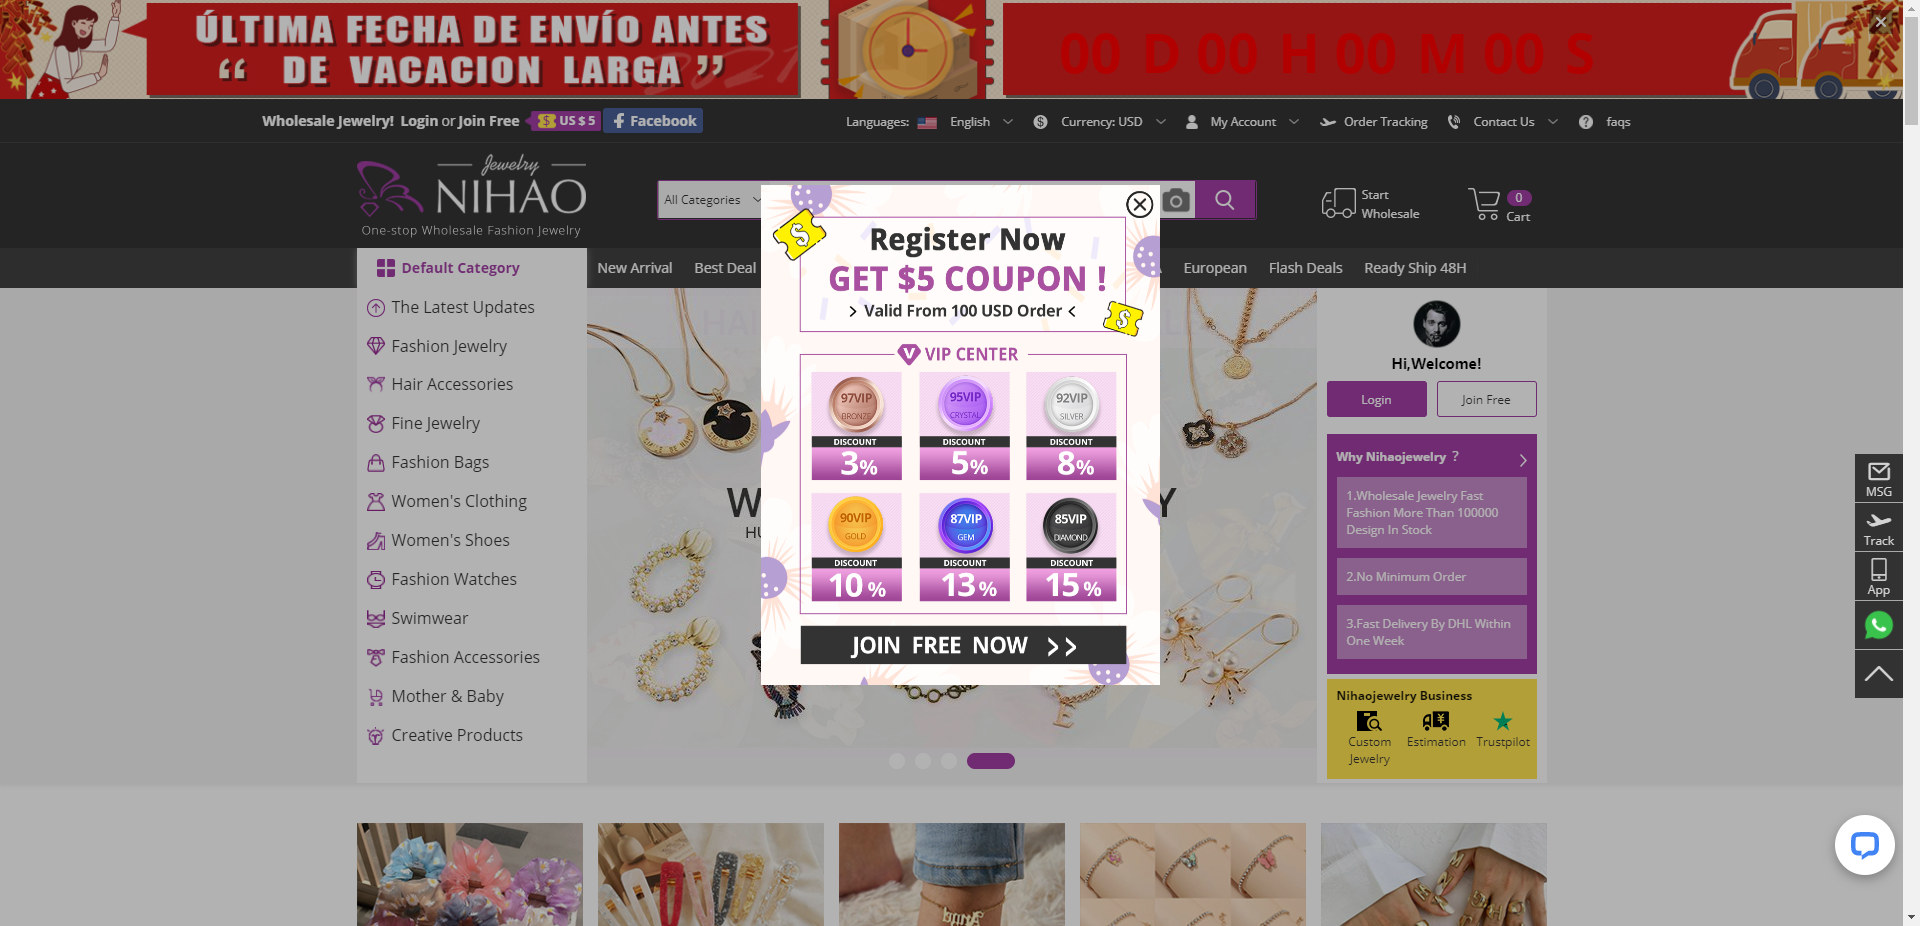 ÚLTIMA FECHA DE ENVÍO ANTES
“ DE VACACION LARGA ”
00 D 00 H 00 M 00 S
Wholesale Jewelry! Login or Join Free $ US $ 5 Facebook
Languages: English Currency: USD My Account Order Tracking Contact Us faqs
Jewelry
NIHAO
One-stop Wholesale Fashion Jewelry
All Categories
Start
Wholesale
0
Cart
Default Category
New Arrival Best Deal European Flash Deals Ready Ship 48H
The Latest Updates
Fashion Jewelry
Hair Accessories
Fine Jewelry
Fashion Bags
Women's Clothing
Women's Shoes
Fashion Watches
Swimwear
Fashion Accessories
Mother & Baby
Creative Products
Register Now
GET $5 COUPON !
> Valid From 100 USD Order <
V VIP CENTER
97VIP
BRONZE
DISCOUNT
3%
95VIP
CRYSTAL
DISCOUNT
5%
92VIP
SILVER
DISCOUNT
8%
90VIP
GOLD
DISCOUNT
10 %
87VIP
GEM
DISCOUNT
13 %
85VIP
DIAMOND
DISCOUNT
15 %
JOIN FREE NOW >>
Hi,Welcome!
Login Join Free
Why Nihaojewelry ?
1.Wholesale Jewelry Fast
Fashion More Than 100000
Design In Stock
2.No Minimum Order
3.Fast Delivery By DHL Within
One Week
Nihaojewelry Business
Custom
Jewelry
Estimation
Trustpilot
MSG
Track
App